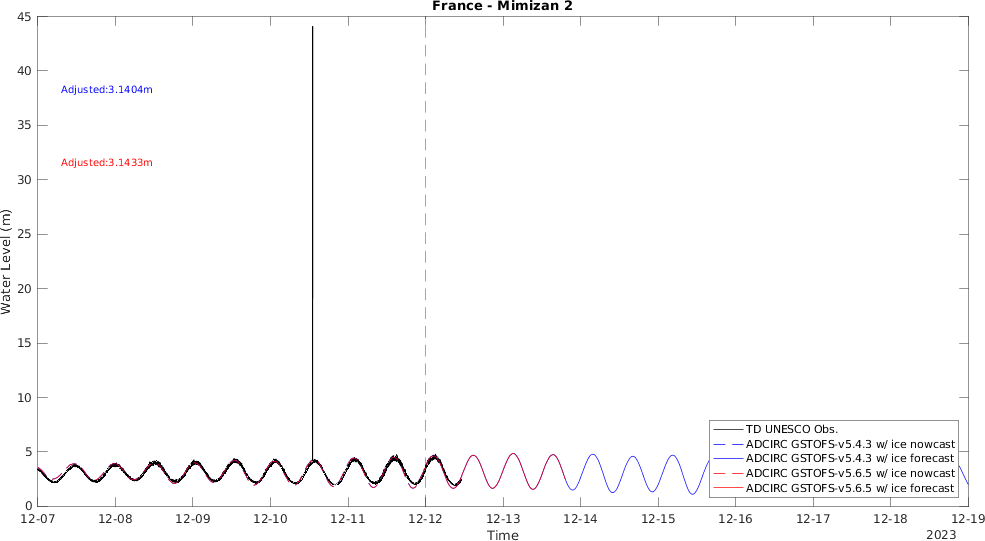 France - Mimizan 2
45
40
35
30
25
20
15
10
5
0
Water Level (m)
Adjusted:3.1404m
Adjusted:3.1433m
TD UNESCO Obs.
ADCIRC GSTOFS-v5.4.3 w/ ice nowcast
ADCIRC GSTOFS-v5.4.3 w/ ice forecast
ADCIRC GSTOFS-v5.6.5 w/ ice nowcast
ADCIRC GSTOFS-v5.6.5 w/ ice forecast
12-07 12-08 12-09 12-10 12-11 12-12 12-13 12-14 12-15 12-16 12-17 12-18 12-19
Time
2023